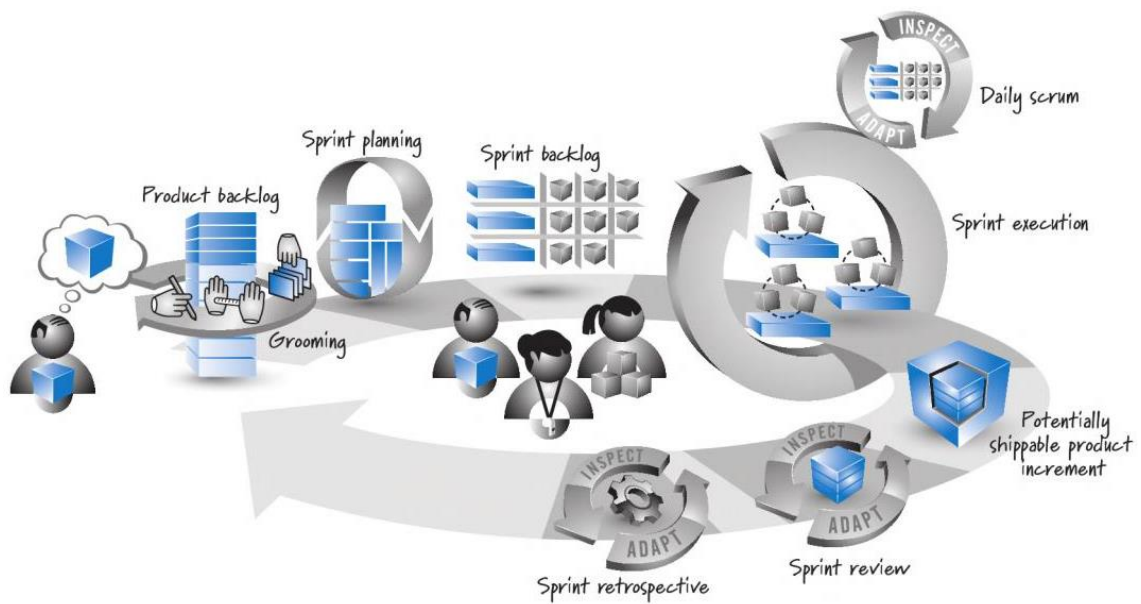 INSPECT
ADAPT
Daily scrum
Sprint planning
Sprint backlog
Product backlog
Sprint execution
Grooming
Potentially
shippable product
increment
INSPECT
ADAPT
Sprint review
INSPECT
ADAPT
Sprint retrospective